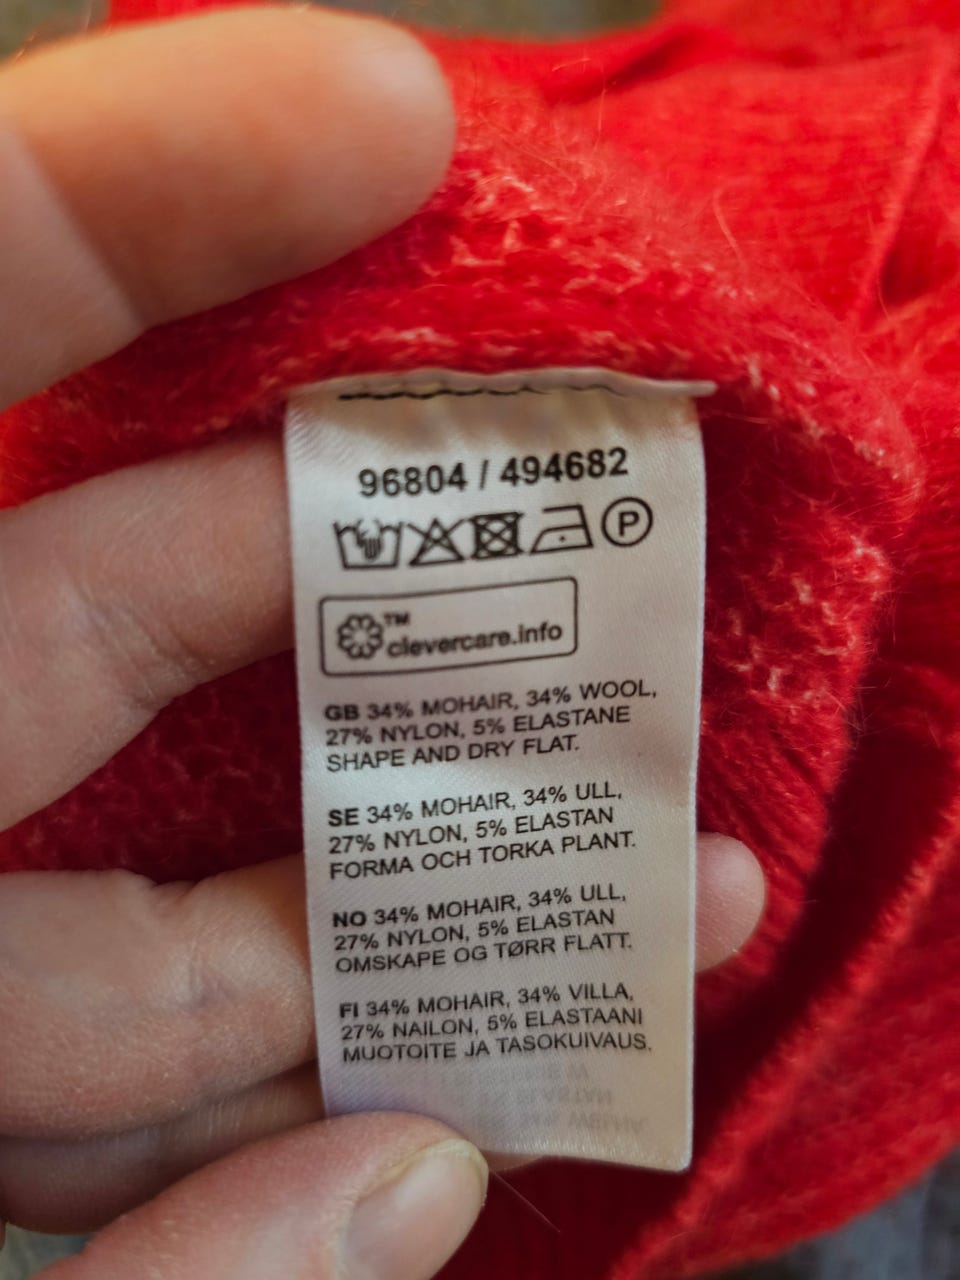 96804 / 494682
P
™
clevercare.info
GB 34% MOHAIR, 34% WOOL,
27% NYLON, 5% ELASTANE
SHAPE AND DRY FLAT.
SE 34% MOHAIR, 34% ULL,
27% NYLON, 5% ELASTAN
FORMA OCH TORKA PLANT.
NO 34% MOHAIR, 34% ULL,
27% NYLON, 5% ELASTAN
OMSKAPE OG TØRR FLATT.
FI 34% MOHAIR, 34% VILLA,
27% NAILON, 5% ELASTAANI
MUOTOITE JA TASOKUIVAUS.